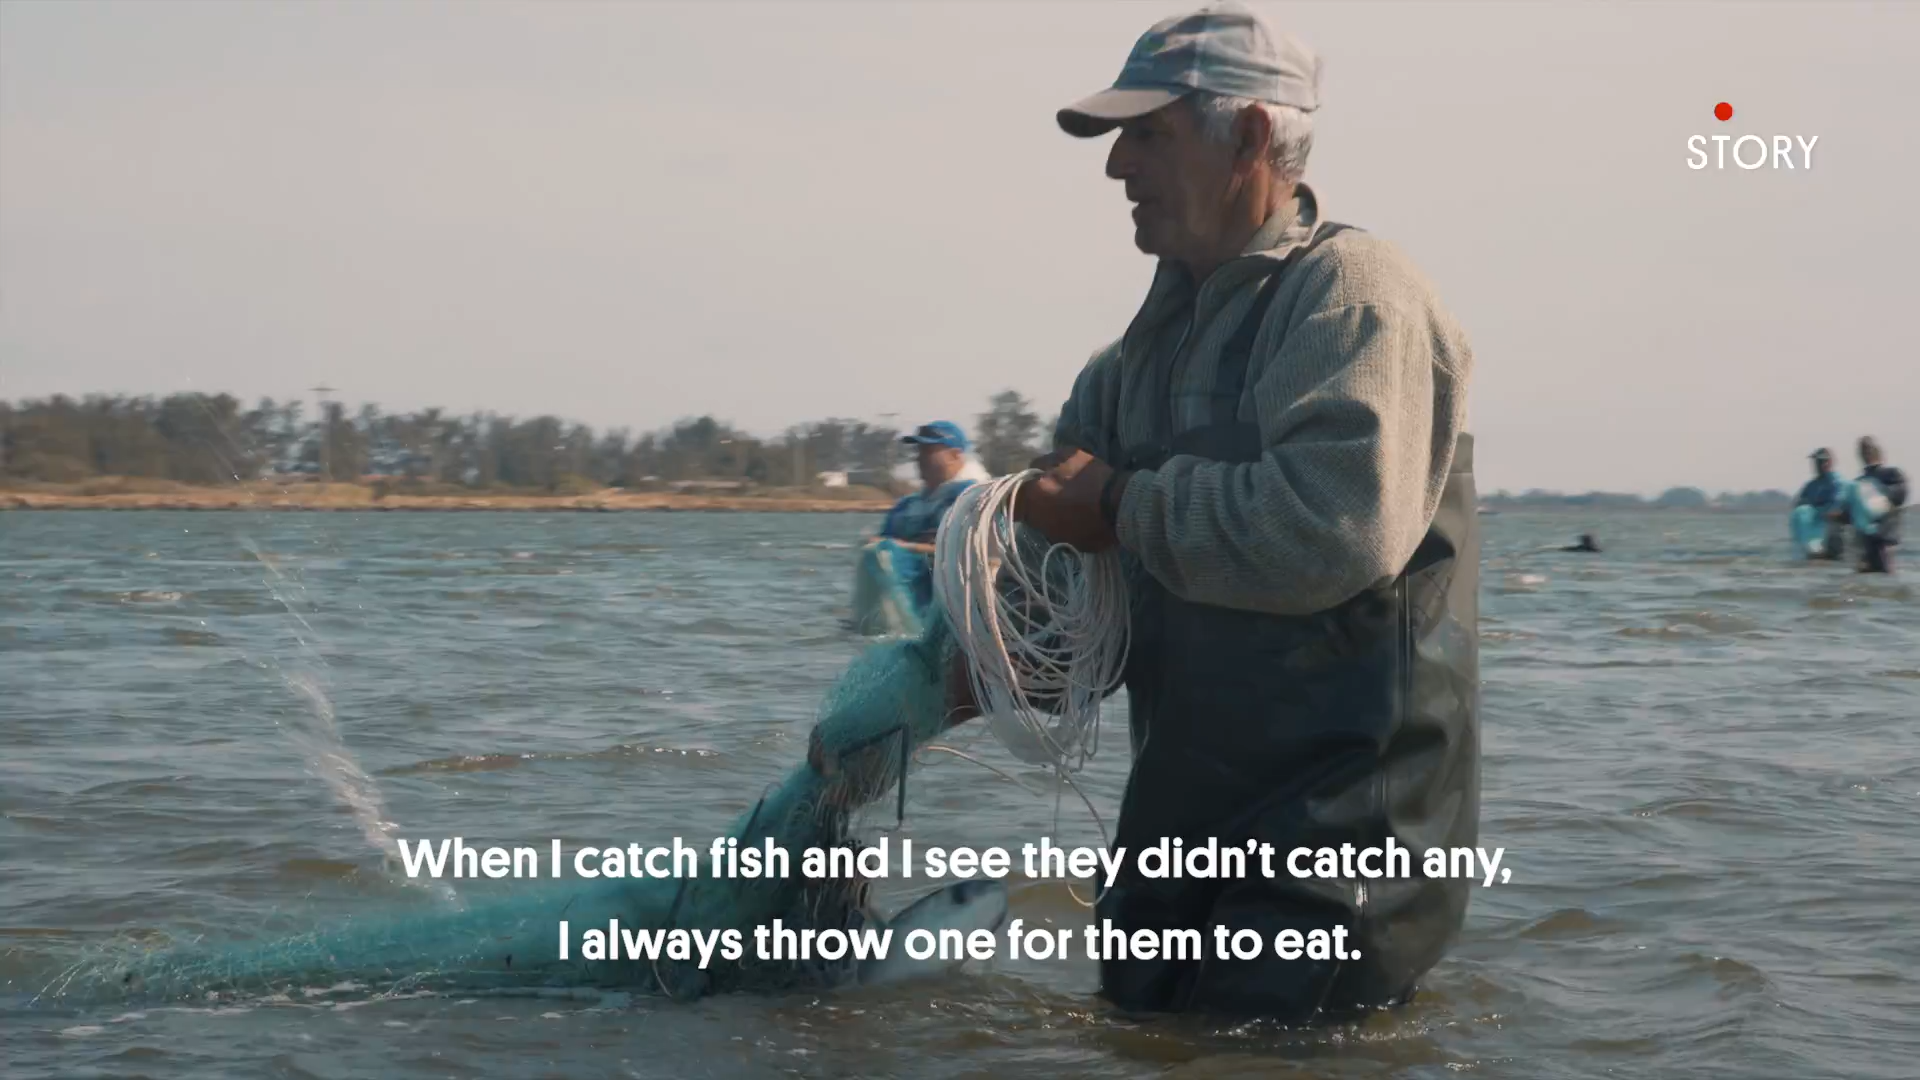 STORY
When I catch fish and I see they didn't catch any,
I always throw one for them to eat.